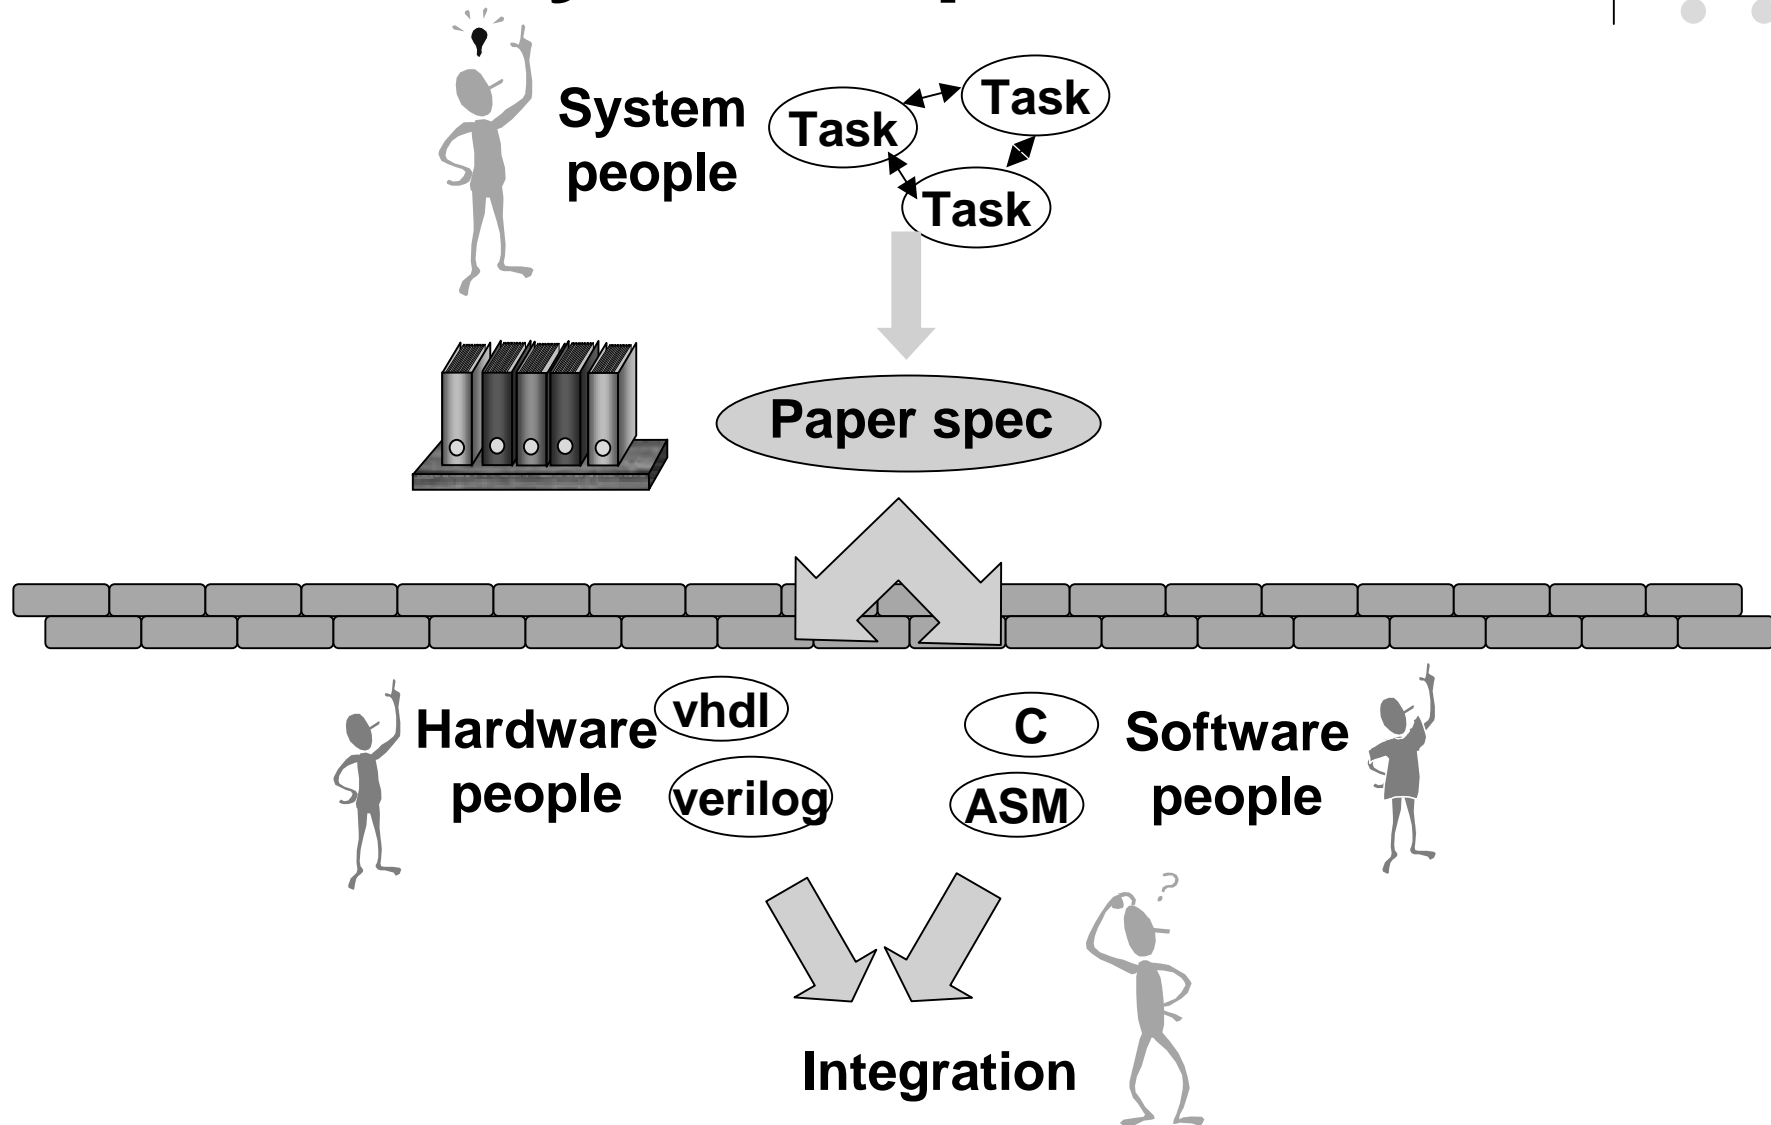 System
people
Task
Task
Task
Paper spec
Hardware
people
vhdl
verilog
C
ASM
Software
people
?
Integration